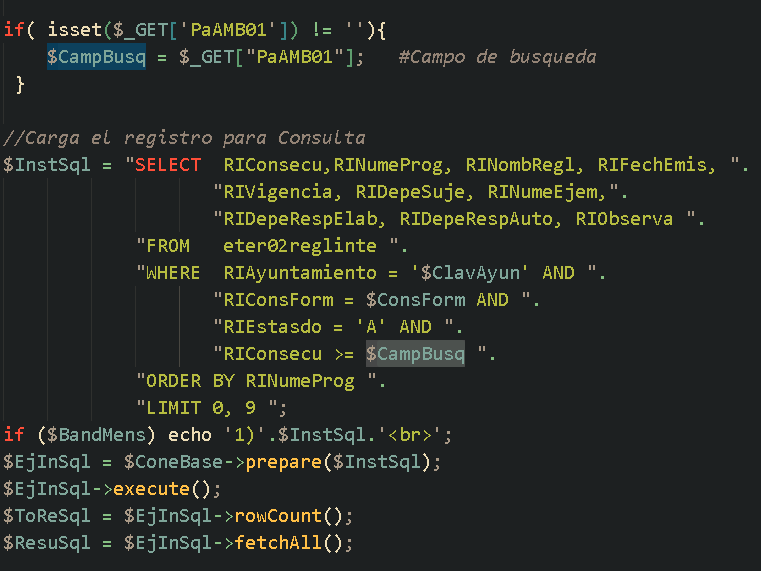 if( isset($_GET['PaAMB01']) != ''){
$CampBusq = $_GET["PaAMB01"]; #Campo de busqueda
}
//Carga el registro para Consulta
$InstSql = "SELECT RIConsecu,RINumeProg, RINombRegl, RIFechEmis, ".
"RIVigencia, RIDepeSuje, RINumeEjem,".
"RIDepeRespElab, RIDepeRespAuto, RIObserva ".
"FROM eter02reglinte ".
"WHERE RIAyuntamiento = '$ClavAyun' AND ".
"RIConsForm = $ConsForm AND ".
"RIEstasdo = 'A' AND ".
"RIConsecu >= $CampBusq ".
"ORDER BY RINumeProg ".
"LIMIT 0, 9 ";
if ($BandMens) echo '1)'.$InstSql.'<br>';
$EjInSql = $ConeBase->prepare($InstSql);
$EjInSql->execute();
$ToReSql = $EjInSql->rowCount();
$ResuSql = $EjInSql->fetchAll();